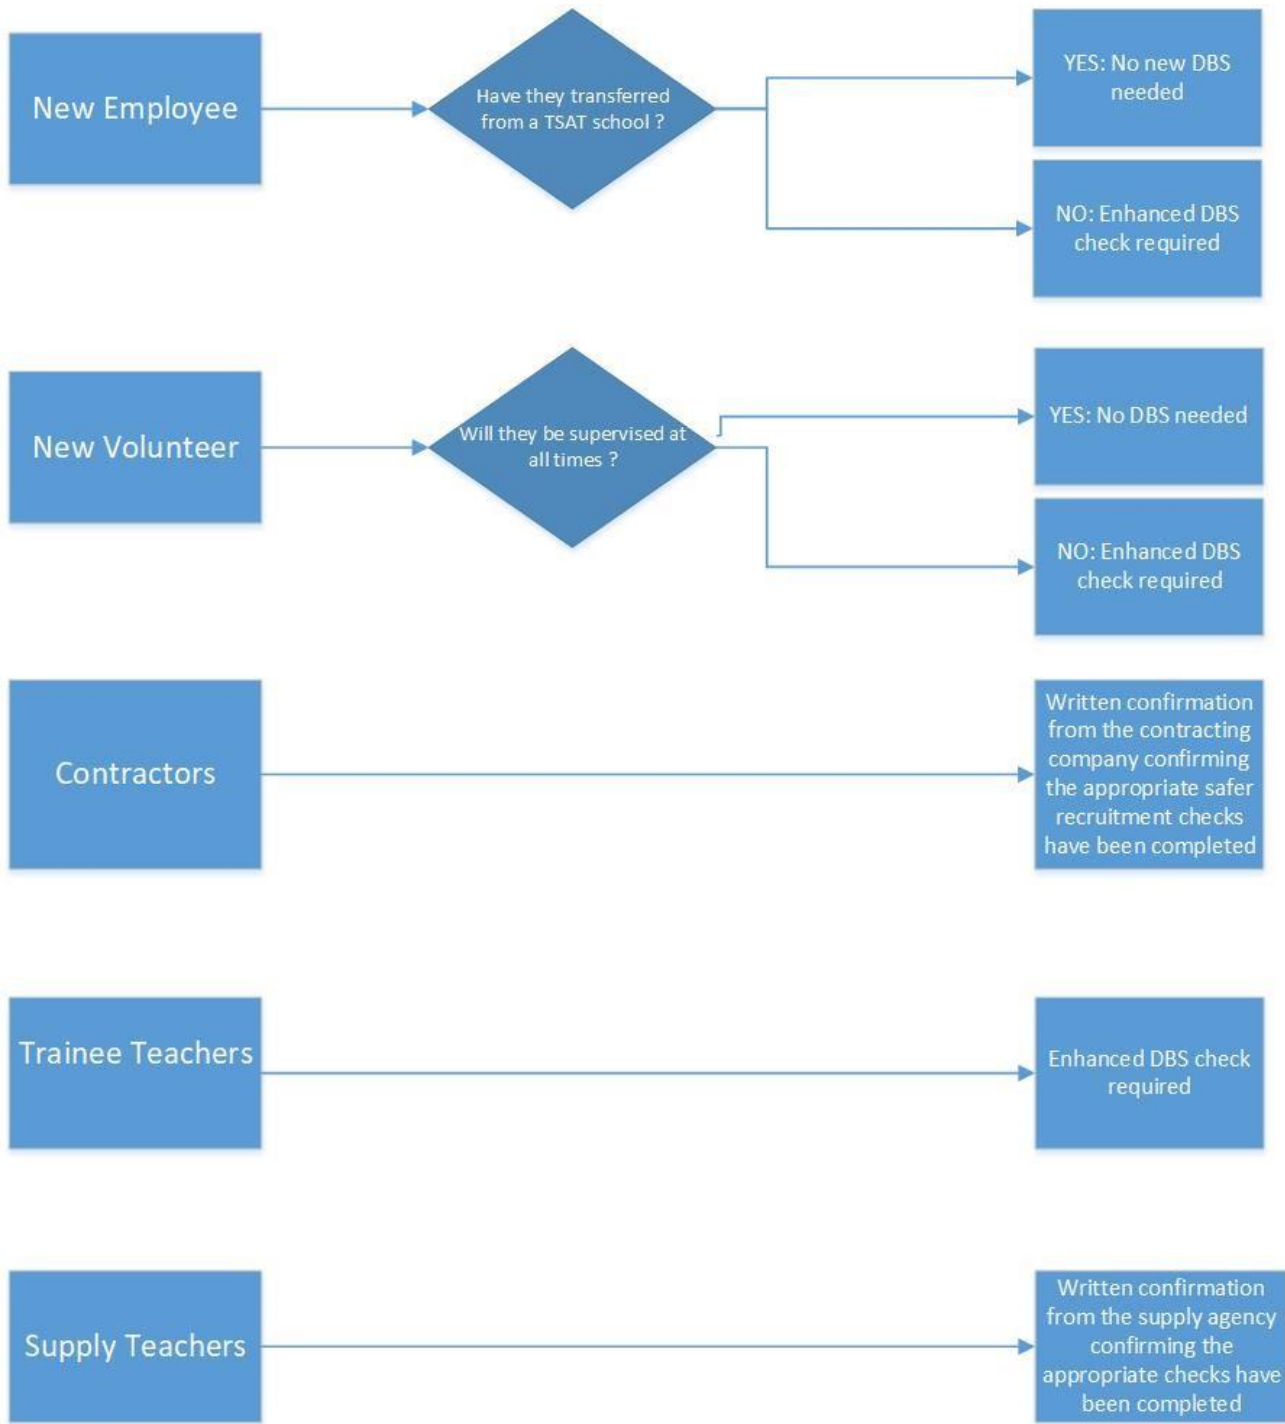 New Employee
Have they transferred
from a TSAT school ?
YES: No new DBS
needed
NO: Enhanced DBS
check required
New Volunteer
Will they be supervised at
all times ?
YES: No DBS needed
NO: Enhanced DBS
check required
Contractors
Written confirmation
from the contracting
company confirming
the appropriate safer
recruitment checks
have been completed
Trainee Teachers
Enhanced DBS check
required
Supply Teachers
Written confirmation
from the supply agency
confirming the
appropriate checks have
been completed